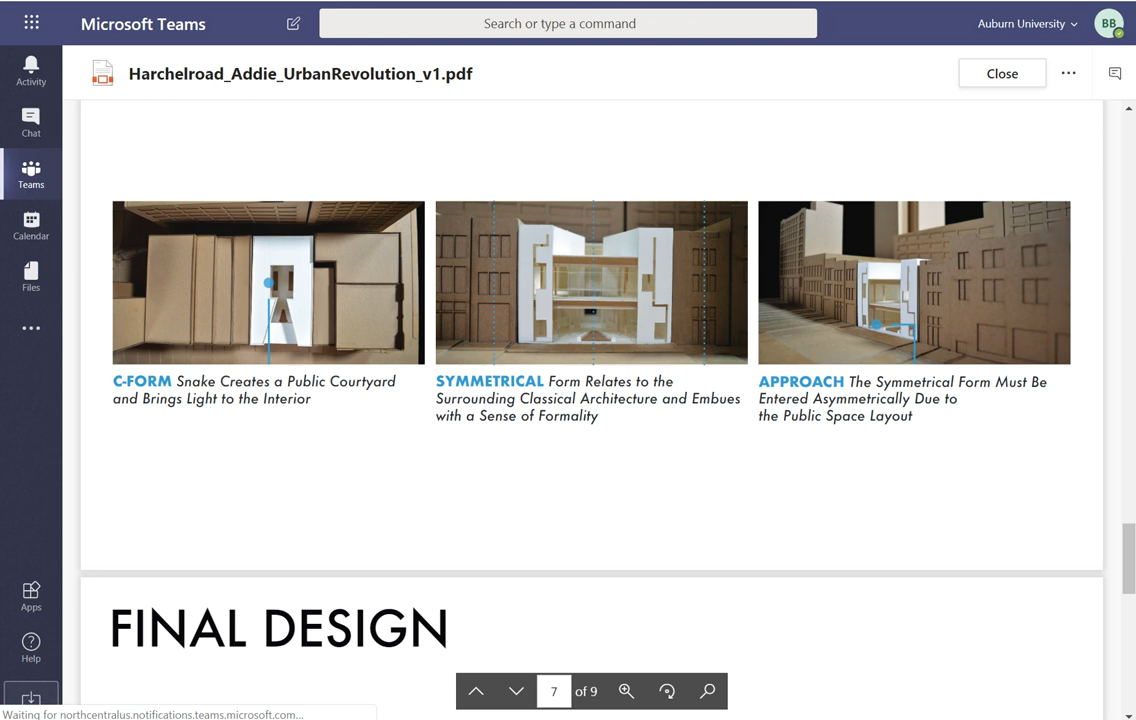 Microsoft Teams
Search or type a command
Auburn University
BB
Activity
Chat
Teams
Calendar
Files
Apps
Help
Harchelroad_Addie_UrbanRevolution_v1.pdf
Close
C-FORM Snake Creates a Public Courtyard
and Brings Light to the Interior
SYMMETRICAL Form Relates to the
Surrounding Classical Architecture and Embues
with a Sense of Formality
APPROACH The Symmetrical Form Must Be
Entered Asymmetrically Due to
the Public Space Layout
FINAL DESIGN
7 of 9
Waiting for northcentralus.notifications.teams.microsoft.com...